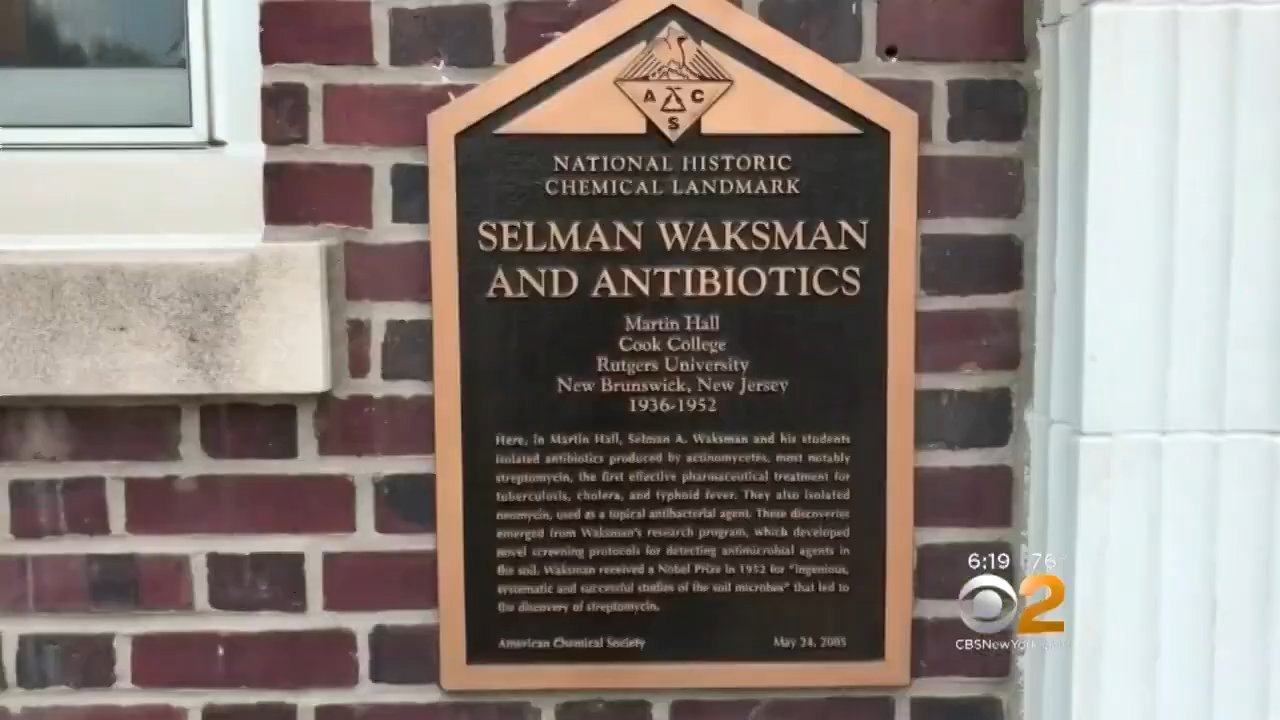 A C
S
NATIONAL HISTORIC
CHEMICAL LANDMARK
SELMAN WAKSMAN
AND ANTIBIOTICS
Martin Hall
Cook College
Rutgers University
New Brunswick, New Jersey
1936-1952
Here, in Martin Hall, Selman A. Waksman and his students
isolated antibiotics produced by actinomycetes, most notably
streptomycin, the first effective pharmaceutical treatment for
tuberculosis, cholera, and typhoid fever. They also isolated
neomycin, used as a topical antibacterial agent. These discoveries
emerged from Waksman's research program, which developed
novel screening protocols for detecting antimicrobial agents in
the soil. Waksman received a Nobel Prize in 1952 for "ingenious,
systematic and successful studies of the soil microbes" that led to
the discovery of streptomycin.
American Chemical Society May 24, 2005
6:19 76°
2
CBSNewYork